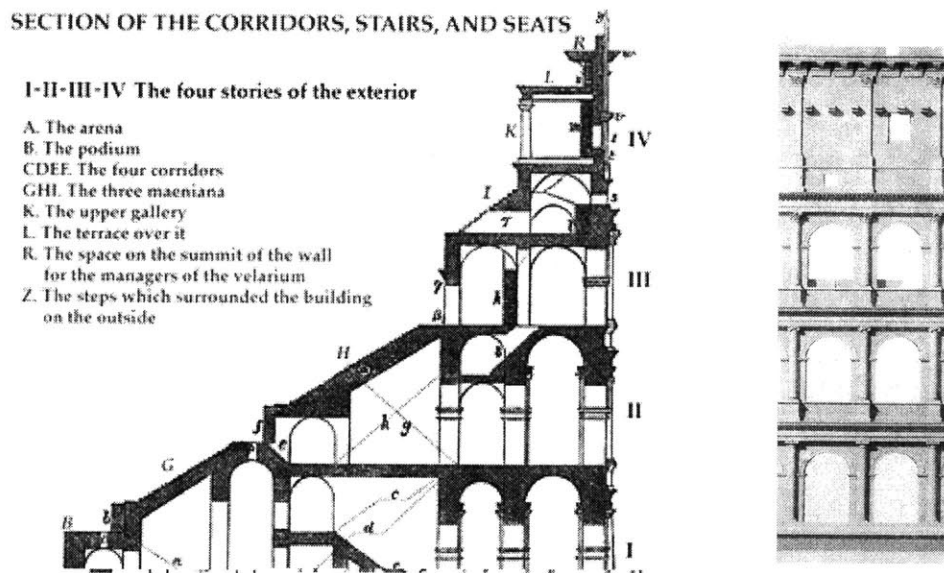 SECTION OF THE CORRIDORS, STAIRS, AND SEATS
I-II-III-IV The four stories of the exterior
A. The arena
B. The podium
CDEF. The four corridors
GHI. The three maeniana
K. The upper gallery
L. The terrace over it
R. The space on the summit of the wall
for the managers of the velarium
Z. The steps which surrounded the building
on the outside
R
L
K
IV
I
T
III
k
H
II
f
e
h
g
G
c
d
B
b
a
I